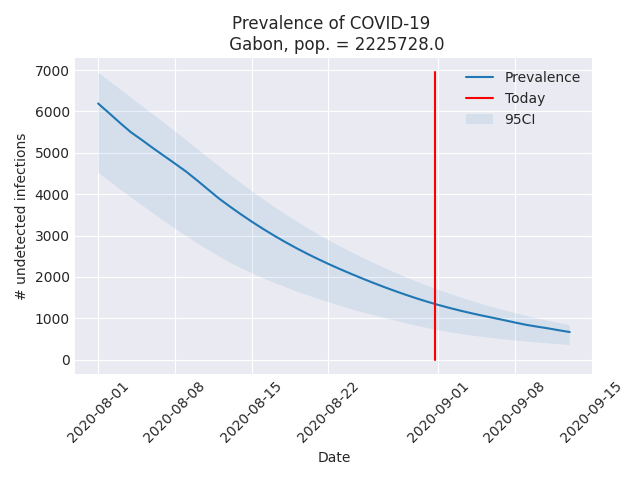 Prevalence of COVID-19
Gabon, pop. = 2225728.0
# undetected infections
7000
6000
5000
4000
3000
2000
1000
0
Prevalence
Today
95CI
2020-08-01
2020-08-08
2020-08-15
2020-08-22
2020-09-01
2020-09-08
2020-09-15
Date